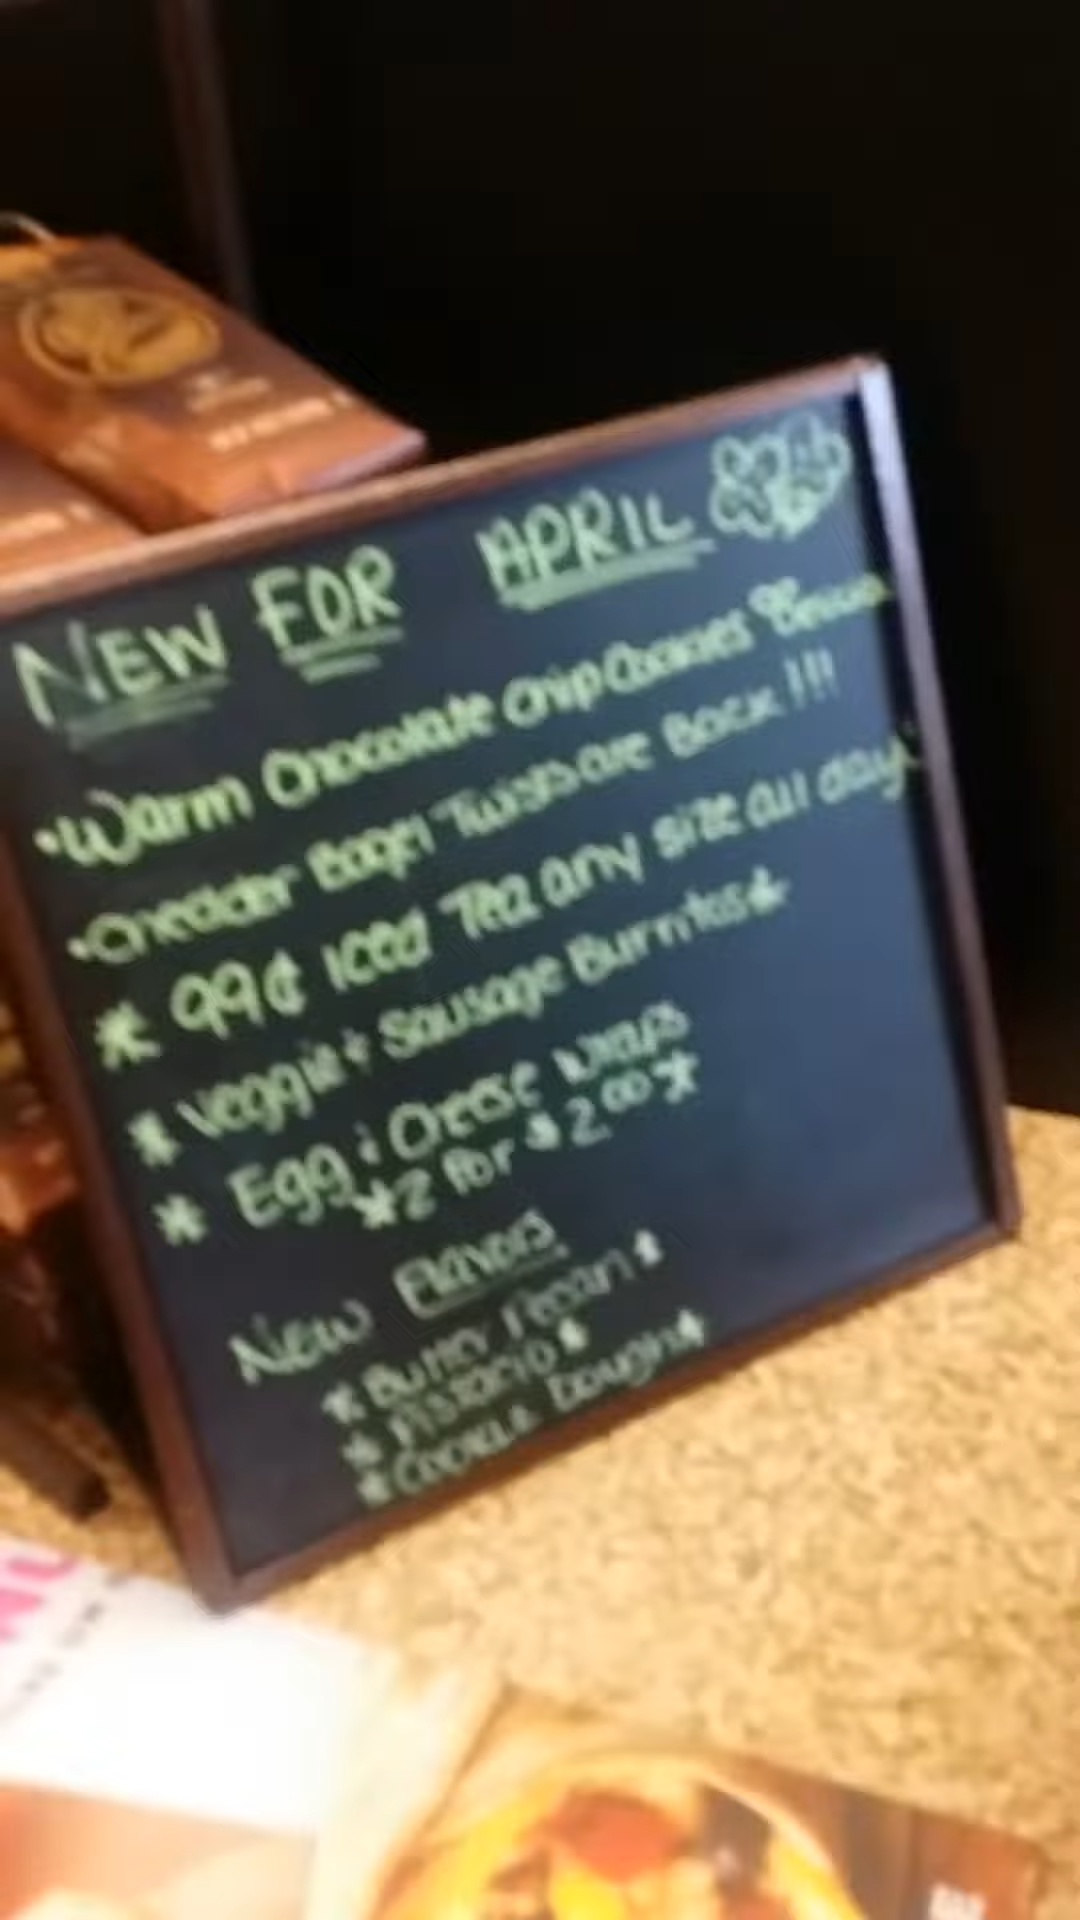 NEW FOR APRIL
• Warm Chocolate Chip Cookies
• Cheddar Bagel Twists are Back !!!
* 99¢ Iced Tea any size all day!
* Veggie & Sausage Burritos
* Egg & Cheese Wraps
*2 for $2.00*
New Flavors
* Butter Pecan
* Pistachio
* Cookie Dough